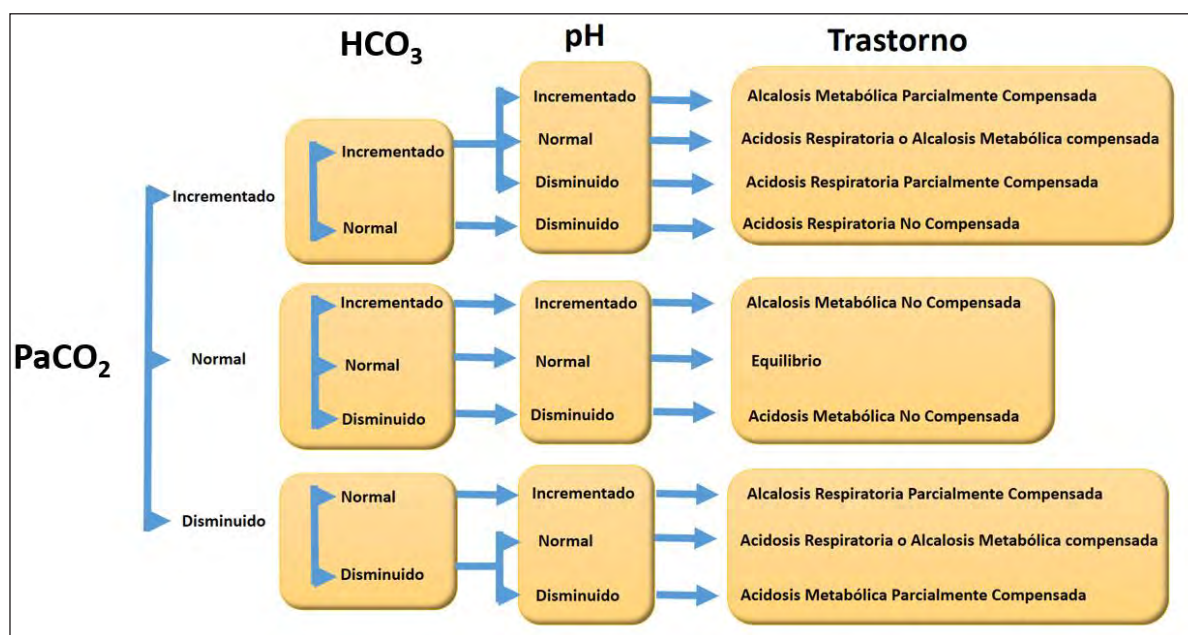 HCO3 pH Trastorno
Incrementado Alcalosis Metabólica Parcialmente Compensada
Incrementado Normal Acidosis Respiratoria o Alcalosis Metabólica compensada
Disminuido Acidosis Respiratoria Parcialmente Compensada
Incrementado
Normal Disminuido Acidosis Respiratoria No Compensada
Incrementado Incrementado Alcalosis Metabólica No Compensada
PaCO2 Normal Normal Normal Equilibrio
Disminuido Disminuido Acidosis Metabólica No Compensada
Normal Incrementado Alcalosis Respiratoria Parcialmente Compensada
Disminuido
Normal Acidosis Respiratoria o Alcalosis Metabólica compensada
Disminuido
Disminuido Acidosis Metabólica Parcialmente Compensada